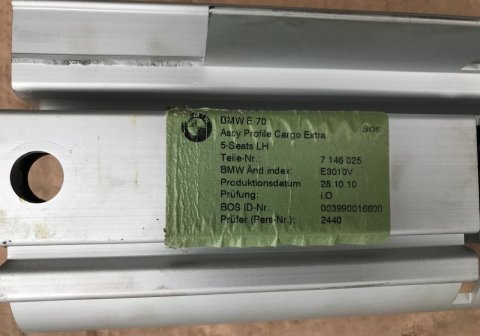 BMW E 70
Assy Profile Cargo Extra BOS
5-Seats LH
Teile-Nr.: 7 146 025
BMW Änd.index: E3010V
Produktionsdatum 28.10.10
Prüfung: i.O
BOS ID-Nr. 003990016800
Prüfer (Pers-Nr.): 2440